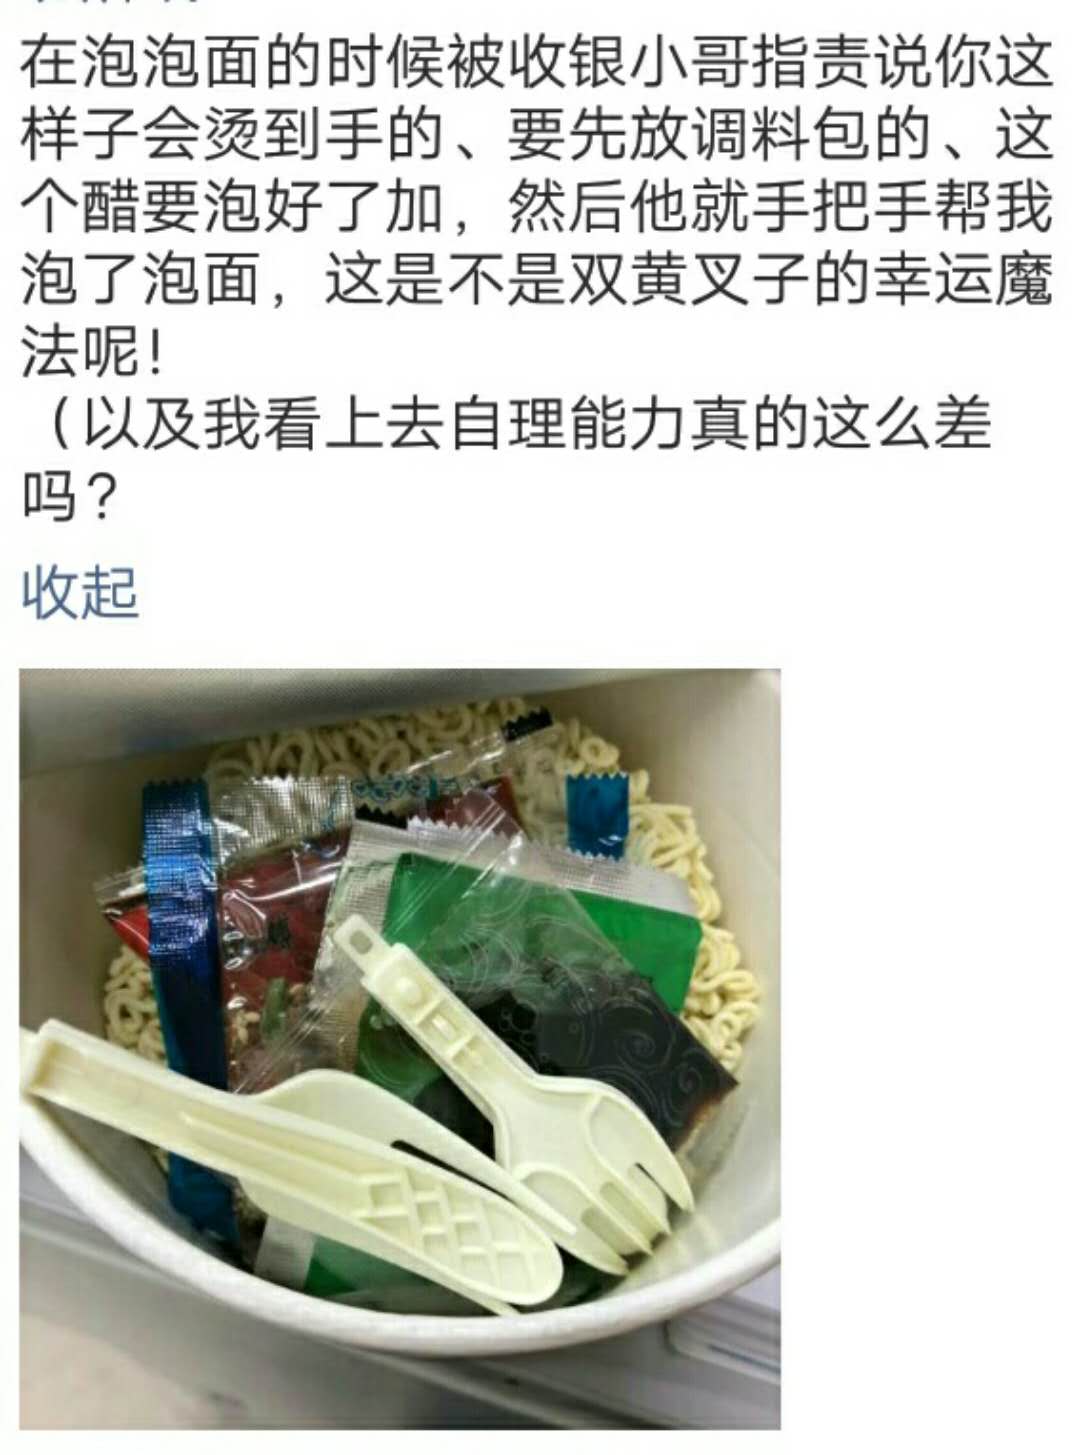 在泡泡面的时候被收银小哥指责说你这
样子会烫到手的、要先放调料包的、这
个醋要泡好了加，然后他就手把手帮我
泡了泡面，这是不是双黄叉子的幸运魔
法呢！
（以及我看上去自理能力真的这么差
吗？
收起